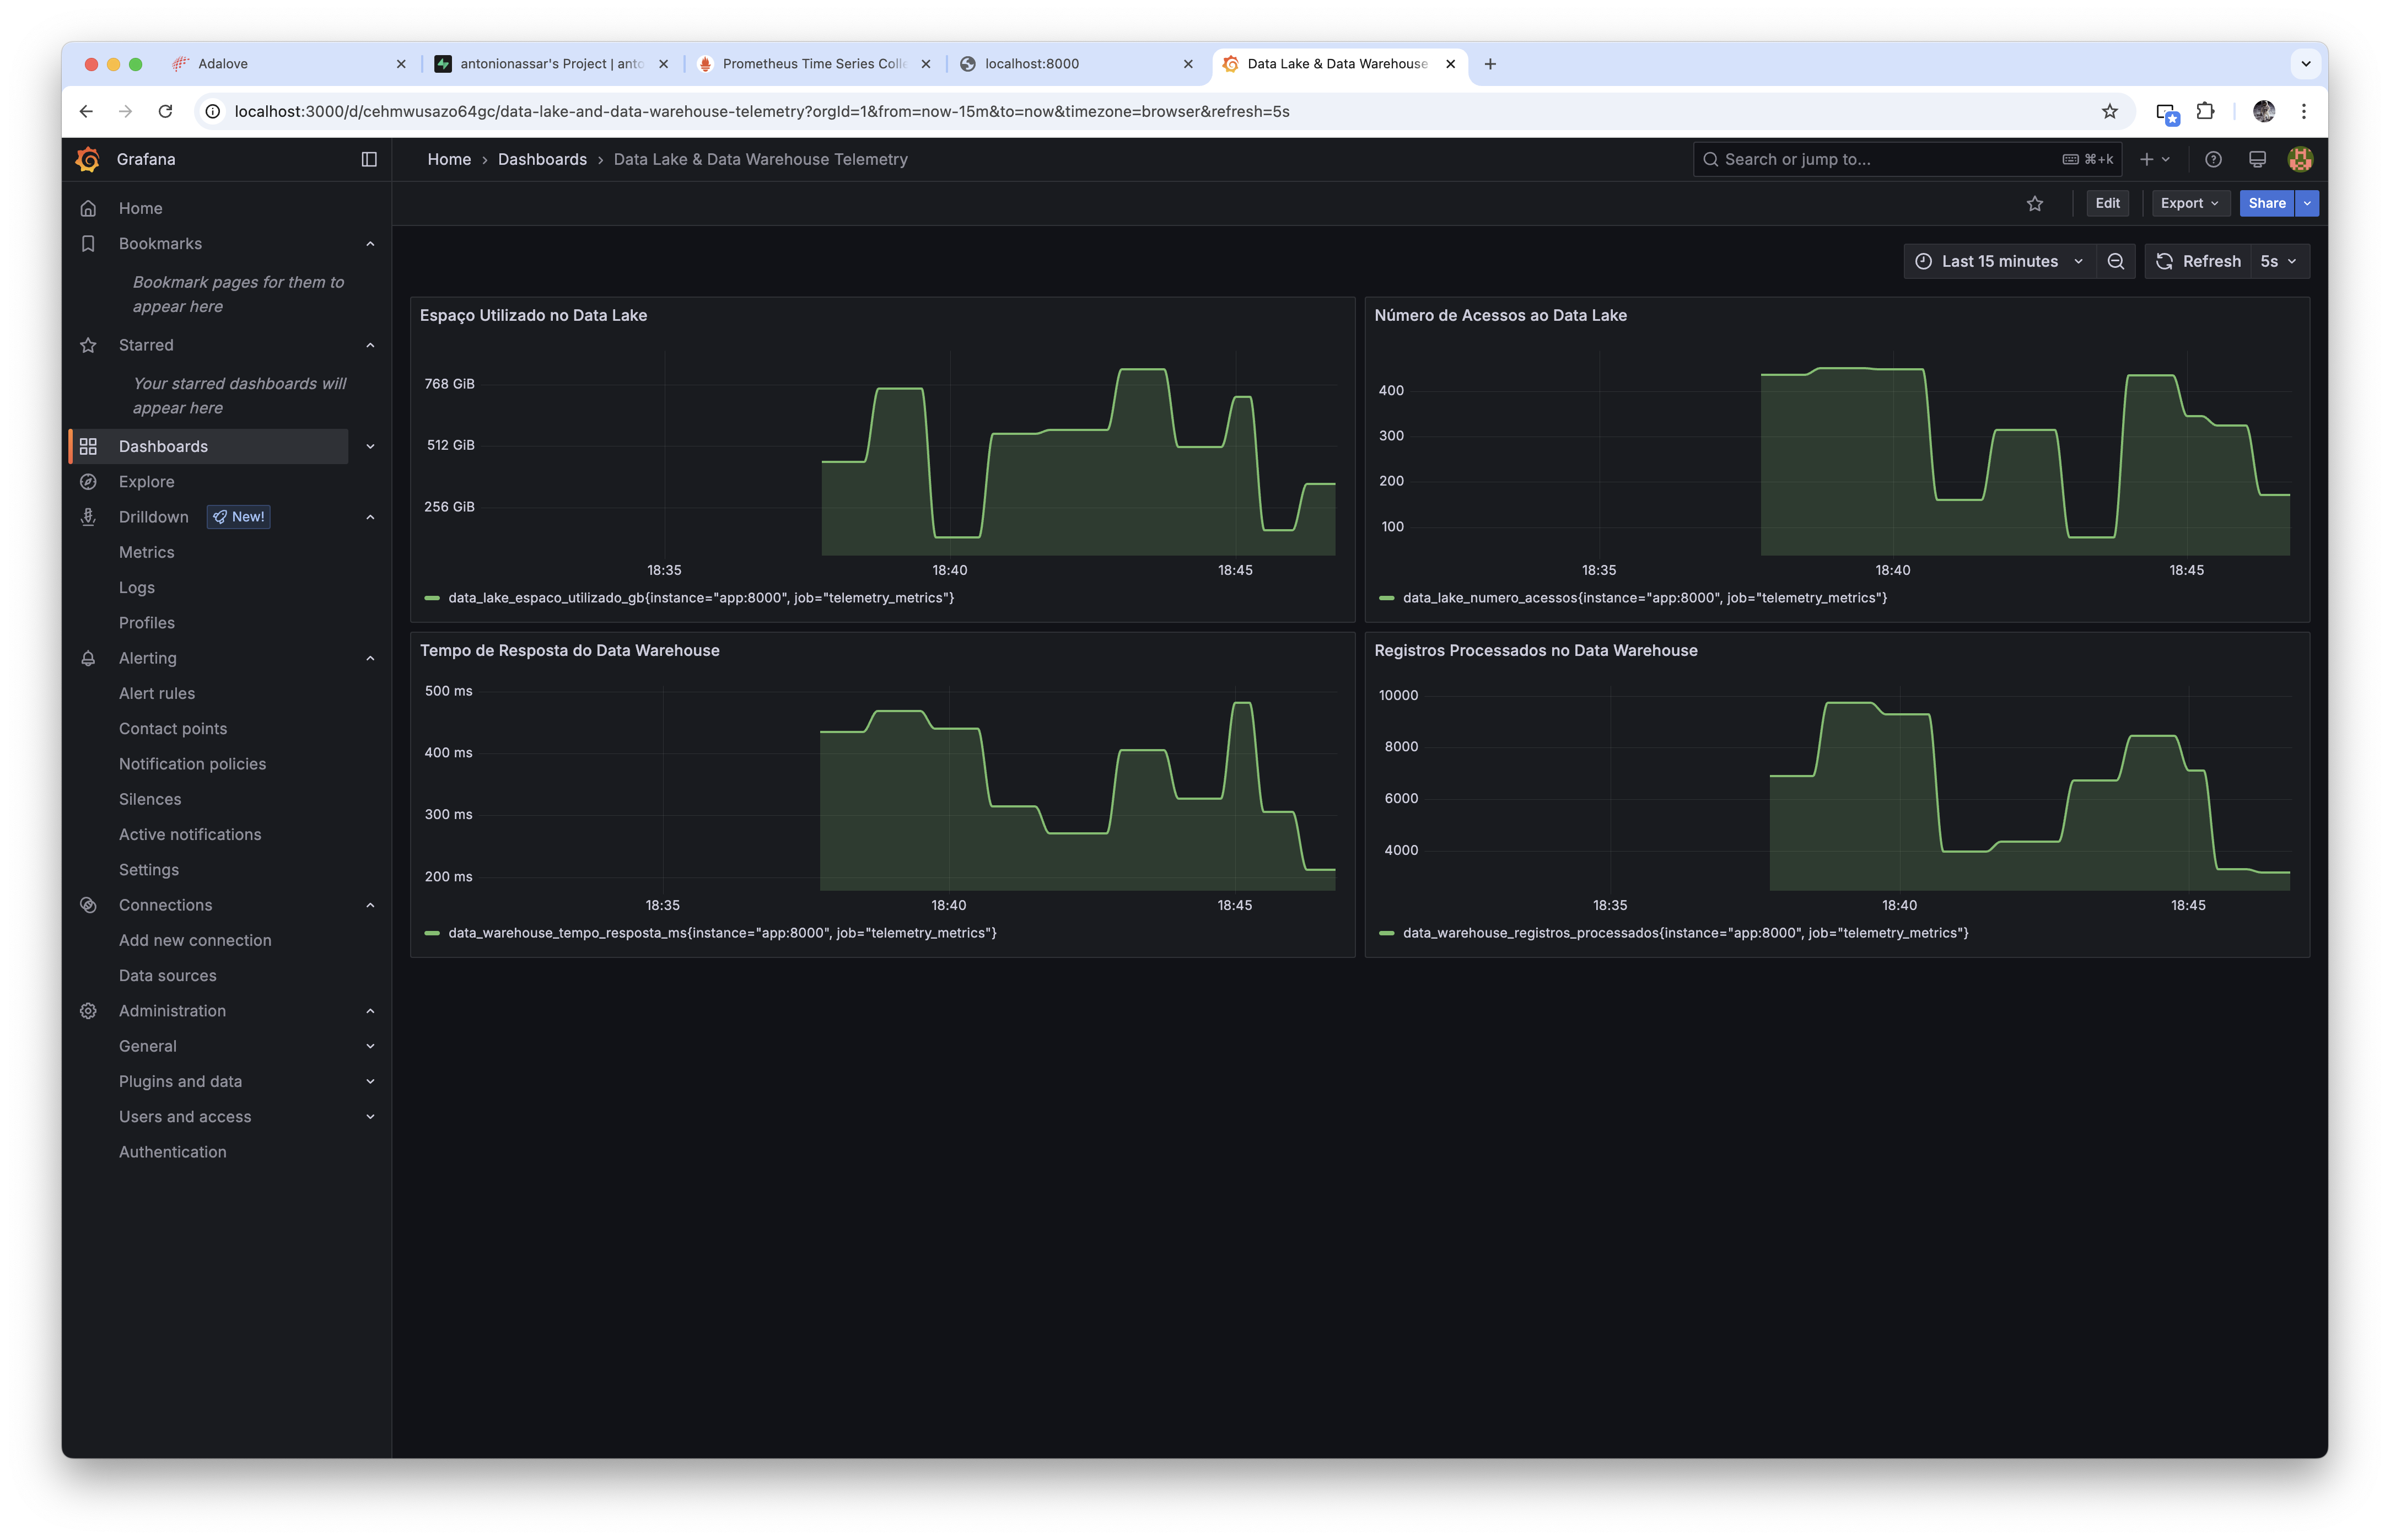 Adalove
antonionassar's Project | anto
Prometheus Time Series Colle
localhost:8000
Data Lake & Data Warehouse
localhost:3000/d/cehmwusazo64gc/data-lake-and-data-warehouse-telemetry?orgId=1&from=now-15m&to=now&timezone=browser&refresh=5s
Grafana
Home › Dashboards › Data Lake & Data Warehouse Telemetry
Search or jump to...
⌘+k
Edit
Export
Share
Home
Bookmarks
Bookmark pages for them to
appear here
Starred
Your starred dashboards will
appear here
Dashboards
Explore
Drilldown
New!
Metrics
Logs
Profiles
Alerting
Alert rules
Contact points
Notification policies
Silences
Active notifications
Settings
Connections
Add new connection
Data sources
Administration
General
Plugins and data
Users and access
Authentication
Last 15 minutes
Refresh
5s
Espaço Utilizado no Data Lake
768 GiB
512 GiB
256 GiB
18:35
18:40
18:45
data_lake_espaco_utilizado_gb{instance="app:8000", job="telemetry_metrics"}
Número de Acessos ao Data Lake
400
300
200
100
18:35
18:40
18:45
data_lake_numero_acessos{instance="app:8000", job="telemetry_metrics"}
Tempo de Resposta do Data Warehouse
500 ms
400 ms
300 ms
200 ms
18:35
18:40
18:45
data_warehouse_tempo_resposta_ms{instance="app:8000", job="telemetry_metrics"}
Registros Processados no Data Warehouse
10000
8000
6000
4000
18:35
18:40
18:45
data_warehouse_registros_processados{instance="app:8000", job="telemetry_metrics"}